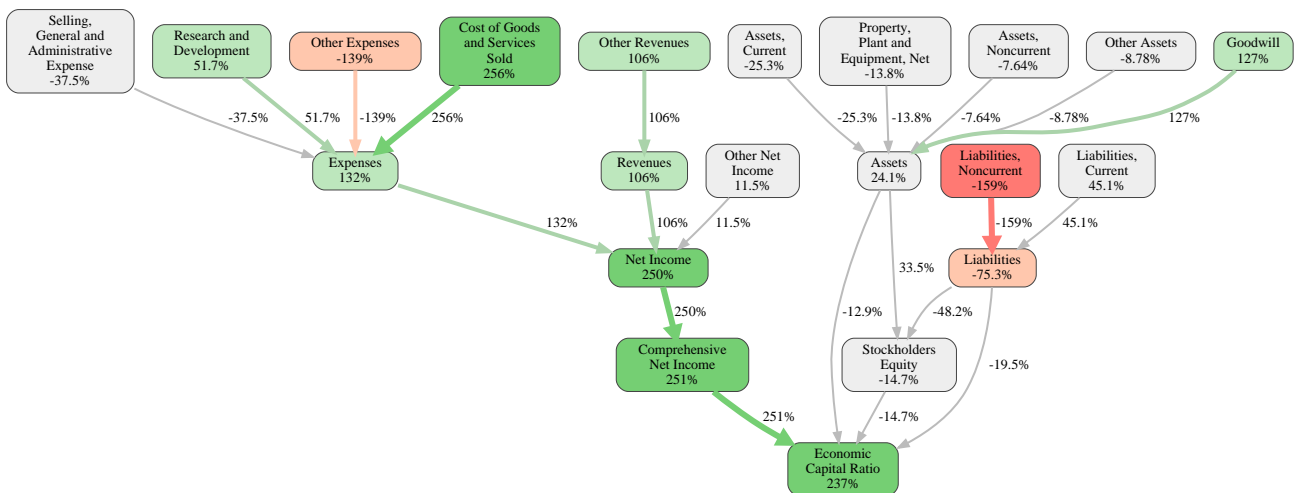 Selling,
General and
Administrative
Expense
-37.5%
Research and
Development
51.7%
Other Expenses
-139%
Cost of Goods
and Services
Sold
256%
Other Revenues
106%
Assets,
Current
-25.3%
Property,
Plant and
Equipment, Net
-13.8%
Assets,
Noncurrent
-7.64%
Other Assets
-8.78%
Goodwill
127%
-37.5%
51.7%
-139%
256%
106%
-25.3%
-13.8%
-7.64%
-8.78%
127%
Expenses
132%
Revenues
106%
Other Net
Income
11.5%
Assets
24.1%
Liabilities,
Noncurrent
-159%
Liabilities,
Current
45.1%
132%
106%
11.5%
-159%
45.1%
Net Income
250%
33.5%
Liabilities
-75.3%
250%
-12.9%
-48.2%
Comprehensive
Net Income
251%
Stockholders
Equity
-14.7%
-19.5%
251%
-14.7%
Economic
Capital Ratio
237%